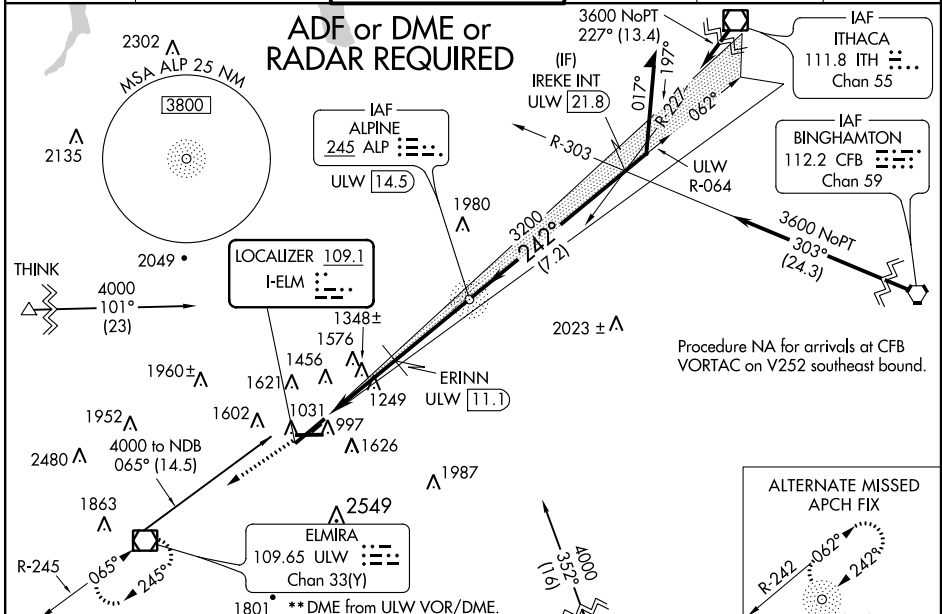 ADF or DME or
RADAR REQUIRED
2302
MSA ALP 25 NM
3800
2135
2049
3600 NoPT
227° (13.4)
IAF
ITHACA
111.8 ITH
Chan 55
(IF)
IREKE INT
ULW 21.8
017°
197°
R-227
062°
IAF
ALPINE
245 ALP
ULW 14.5
R-303
ULW
R-064
IAF
BINGHAMTON
112.2 CFB
Chan 59
1980
3200
242°
(7.2)
3600 NoPT
303°
(24.3)
LOCALIZER 109.1
I-ELM
THINK
4000
101°
(23)
1348±
1576
1456
1621
1960±
2023 ±
Procedure NA for arrivals at CFB
VORTAC on V252 southeast bound.
ERINN
ULW 11.1
1249
1602
1031
997
1952
1626
4000 to NDB
065° (14.5)
2480
1987
1863
2549
ELMIRA
109.65 ULW
Chan 33(Y)
R-245
065°
245°
1801
**DME from ULW VOR/DME.
4000
352°
(16)
ALTERNATE MISSED
APCH FIX
R-242
062°
242°